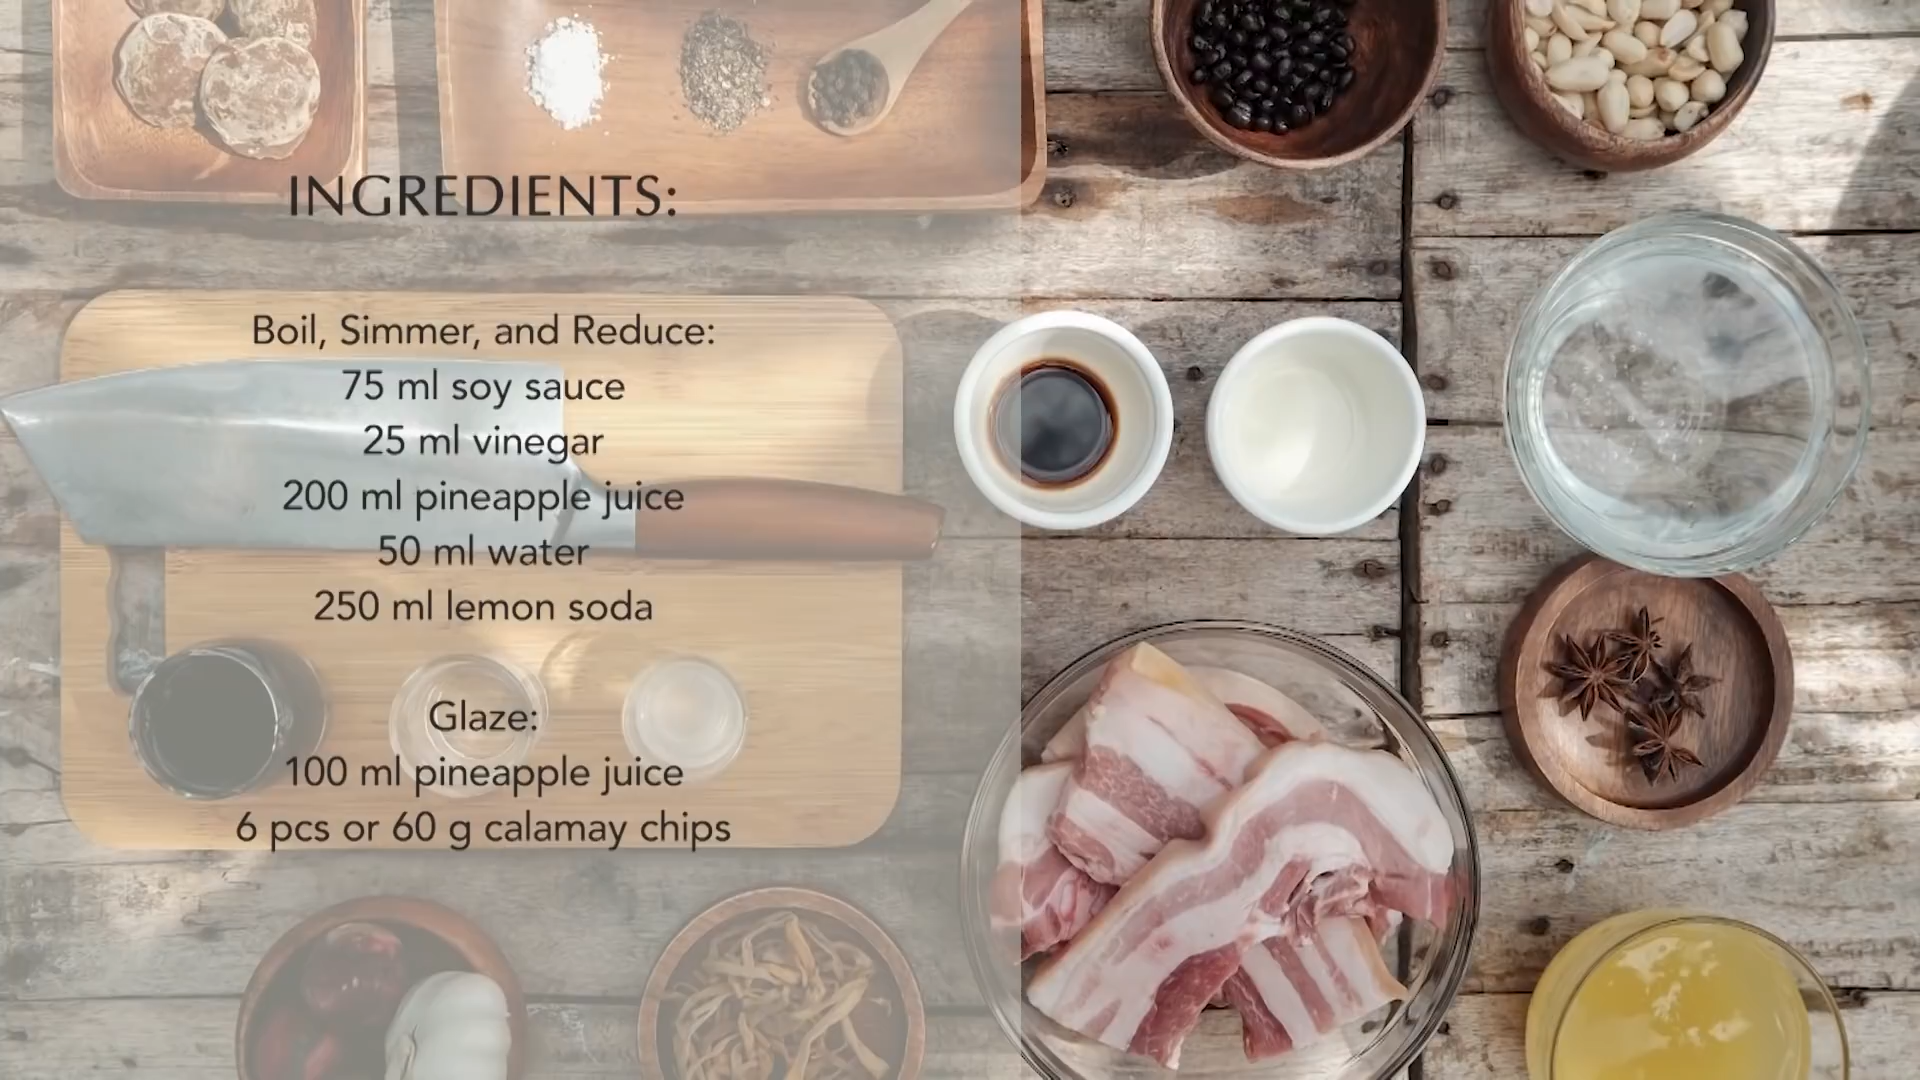 INGREDIENTS:
Boil, Simmer, and Reduce:
75 ml soy sauce
25 ml vinegar
200 ml pineapple juice
50 ml water
250 ml lemon soda
Glaze:
100 ml pineapple juice
6 pcs or 60 g calamay chips